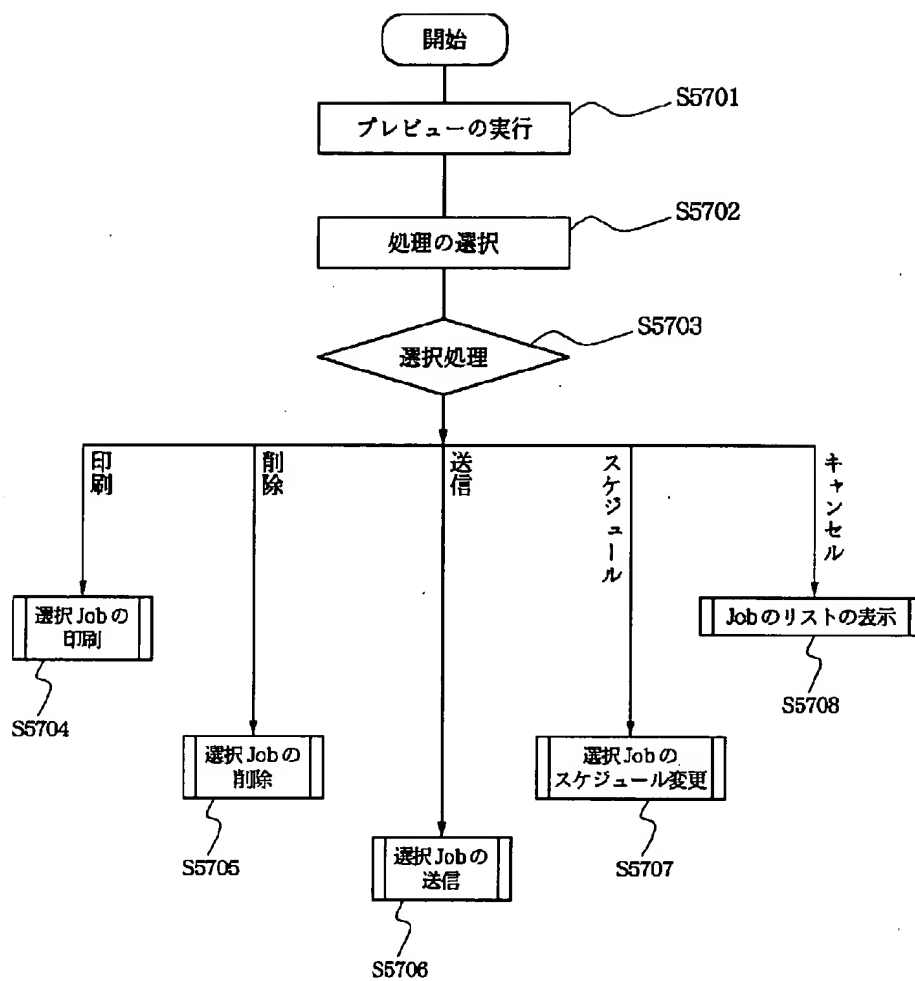 開始
S5701
プレビューの実行
S5702
処理の選択
S5703
選択処理
印刷
削除
送信
スケジュール
キャンセル
選択Jobの
印刷
S5704
選択Jobの
削除
S5705
選択Jobの
送信
S5706
選択Jobの
スケジュール変更
S5707
Jobのリストの表示
S5708